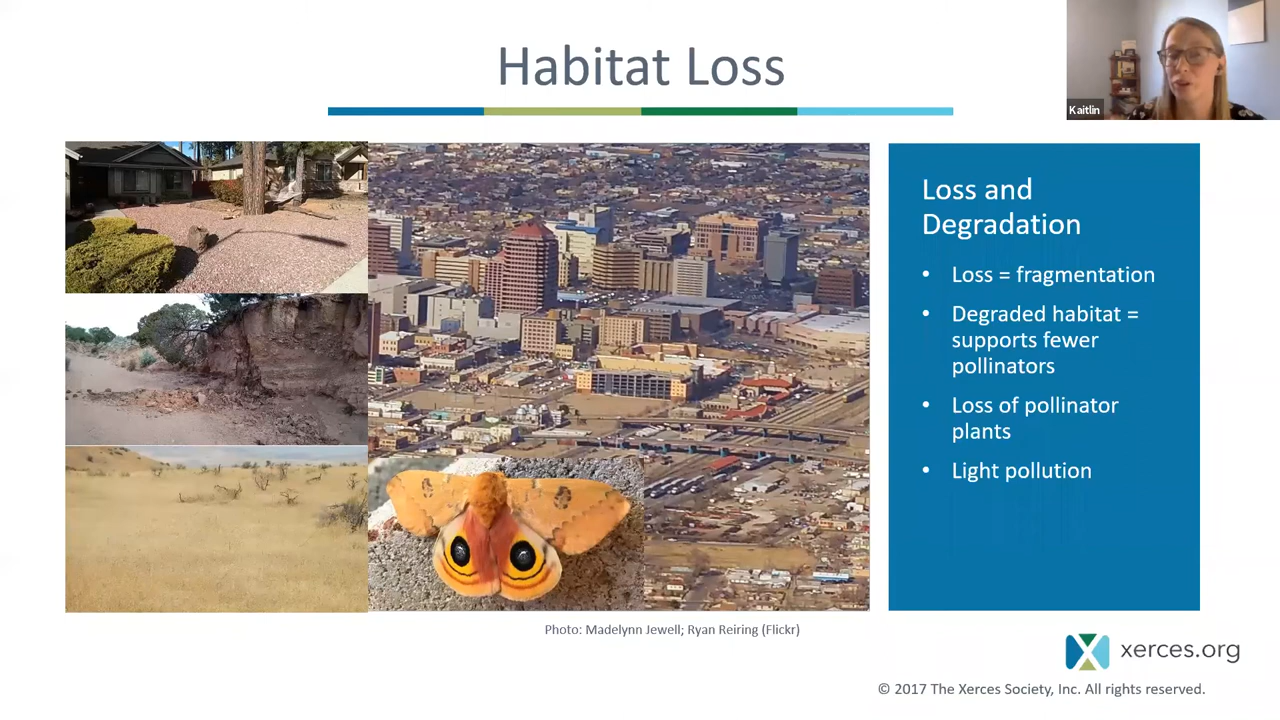 Habitat Loss
Kaitlin
Loss and
Degradation
• Loss = fragmentation
• Degraded habitat =
supports fewer
pollinators
• Loss of pollinator
plants
• Light pollution
Photo: Madelynn Jewell; Ryan Reiring (Flickr)
xerces.org
© 2017 The Xerces Society, Inc. All rights reserved.